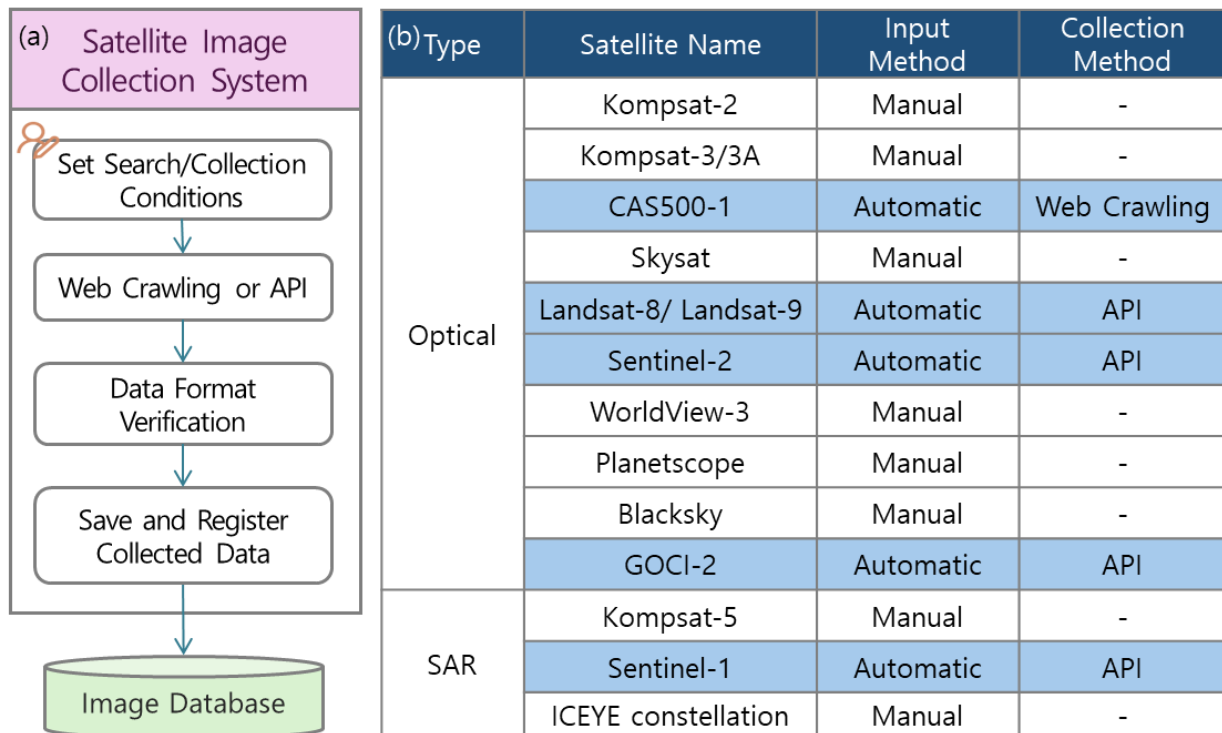 (a)
Satellite Image
Collection System
Set Search/Collection
Conditions
Web Crawling or API
Data Format
Verification
Save and Register
Collected Data
Image Database
(b) Type
Satellite Name
Input
Method
Collection
Method
Optical
Kompsat-2 Manual -
Kompsat-3/3A Manual -
CAS500-1 Automatic Web Crawling
Skysat Manual -
Landsat-8/ Landsat-9 Automatic API
Sentinel-2 Automatic API
WorldView-3 Manual -
Planetscope Manual -
Blacksky Manual -
GOCI-2 Automatic API
SAR
Kompsat-5 Manual -
Sentinel-1 Automatic API
ICEYE constellation Manual -